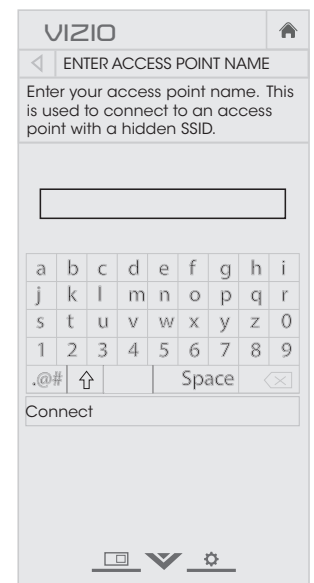 VIZIO
ENTER ACCESS POINT NAME
Enter your access point name. This
is used to connect to an access
point with a hidden SSID.
a b c d e f g h i
j k l m n o p q r
s t u v w x y z 0
1 2 3 4 5 6 7 8 9
.@# Space
Connect